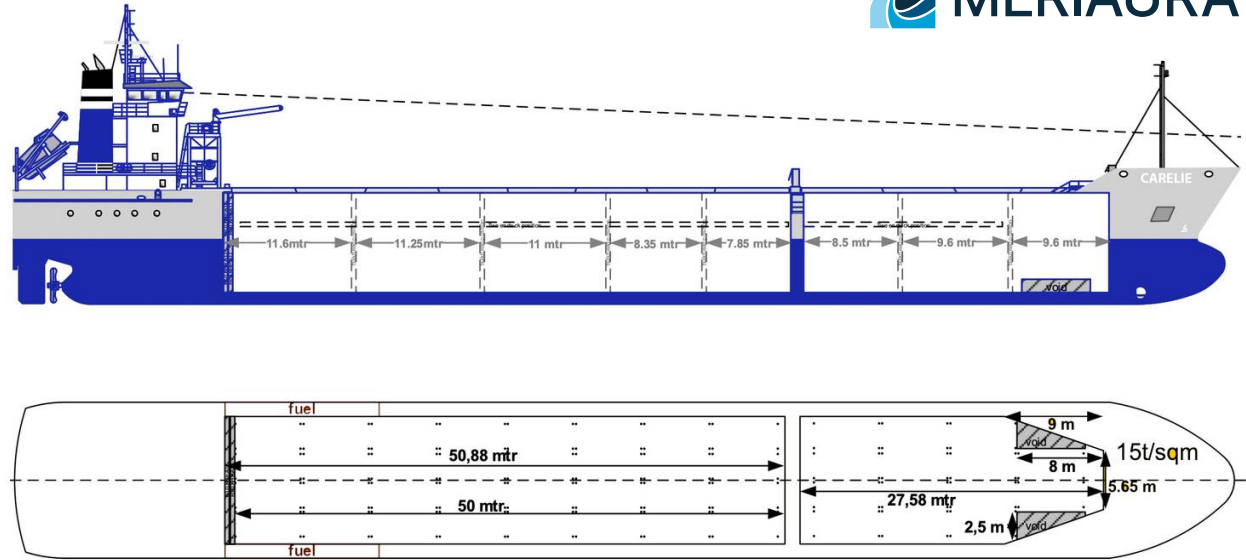 MERIAURA
CARELIE
11.6mtr
11.25mtr
11 mtr
8.35 mtr
7.85 mtr
8.5 mtr
9.6 mtr
9.6 mtr
void
fuel
9 m
void
15t/sqm
50,88 mtr
8 m
5.65 m
27,58 mtr
50 mtr
2,5 m
void
fuel